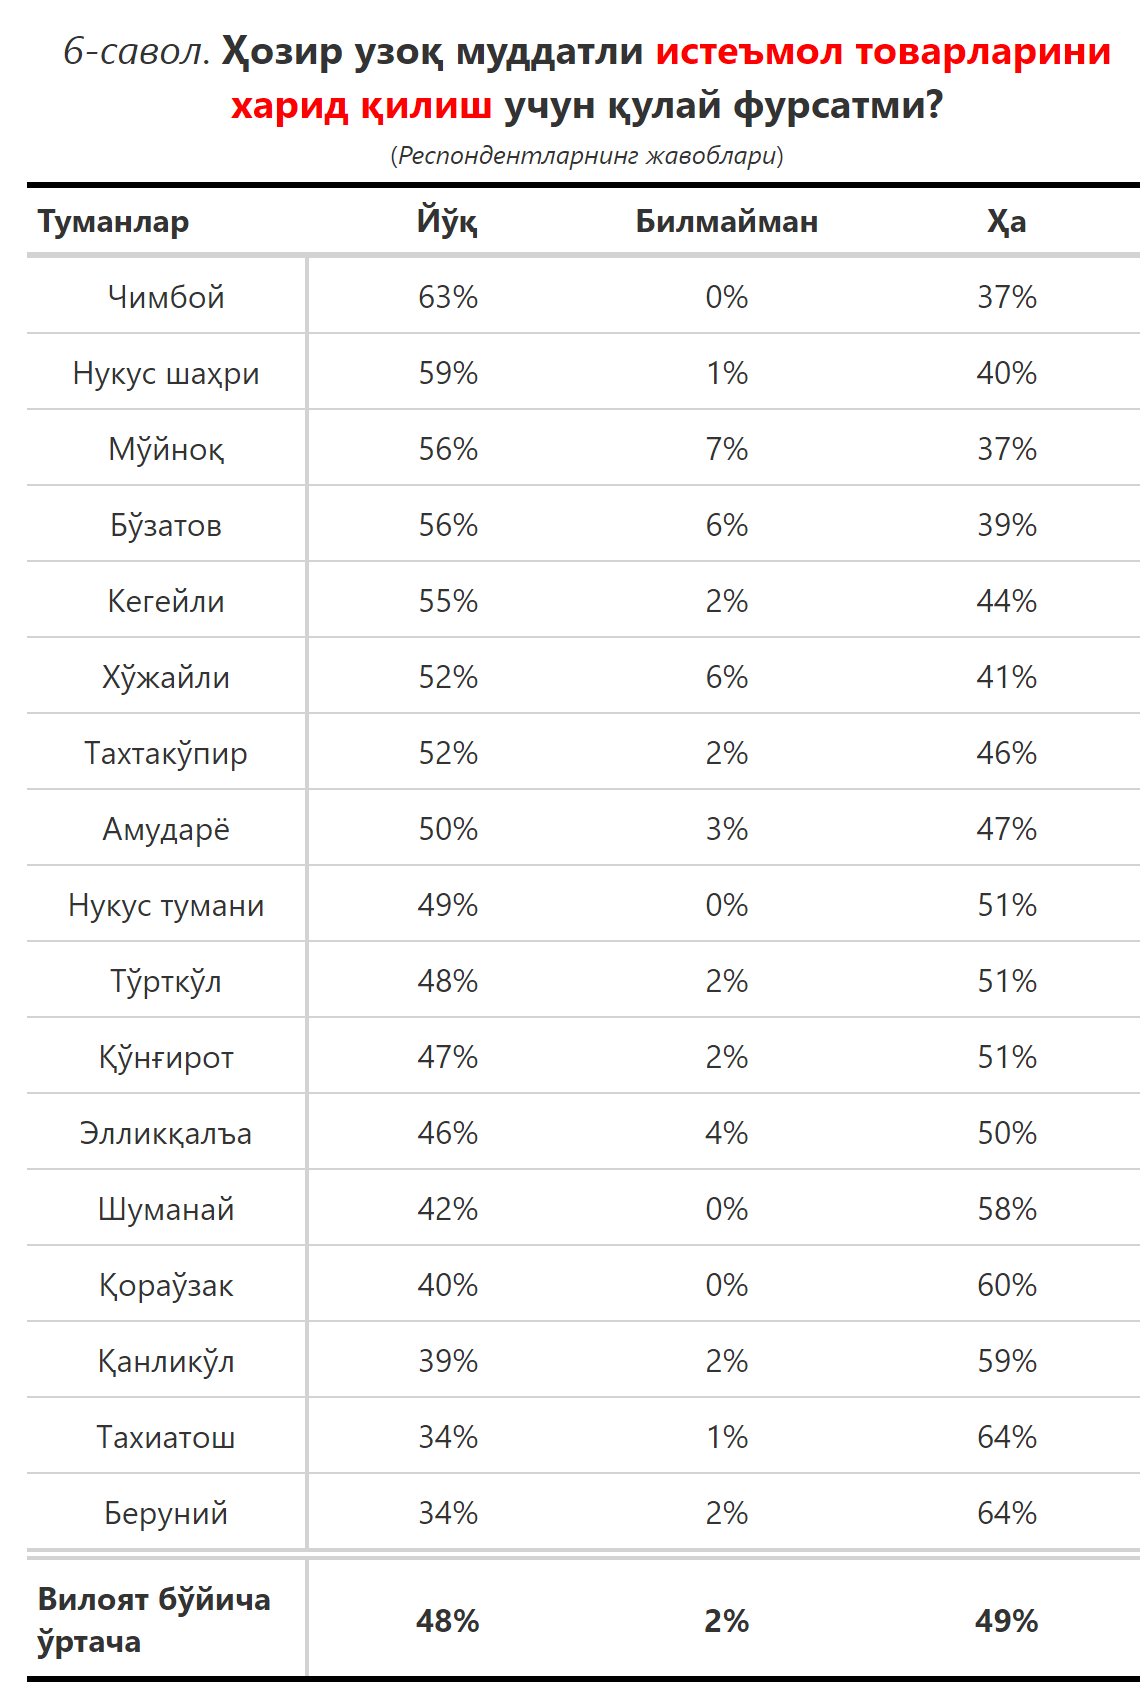 6-савол. Ҳозир узоқ муддатли истеъмол товарларини
харид қилиш учун қулай фурсатми?
(Респондентларнинг жавоблари)
Туманлар Йўқ Билмайман Ҳа
Чимбой 63% 0% 37%
Нукус шаҳри 59% 1% 40%
Мўйноқ 56% 7% 37%
Бўзатов 56% 6% 39%
Кегейли 55% 2% 44%
Хўжайли 52% 6% 41%
Тахтакўпир 52% 2% 46%
Амударё 50% 3% 47%
Нукус тумани 49% 0% 51%
Тўрткўл 48% 2% 51%
Қўнғирот 47% 2% 51%
Элликқалъа 46% 4% 50%
Шуманай 42% 0% 58%
Қораўзак 40% 0% 60%
Қанликўл 39% 2% 59%
Тахиатош 34% 1% 64%
Беруний 34% 2% 64%
Вилоят бўйича
ўртача 48% 2% 49%